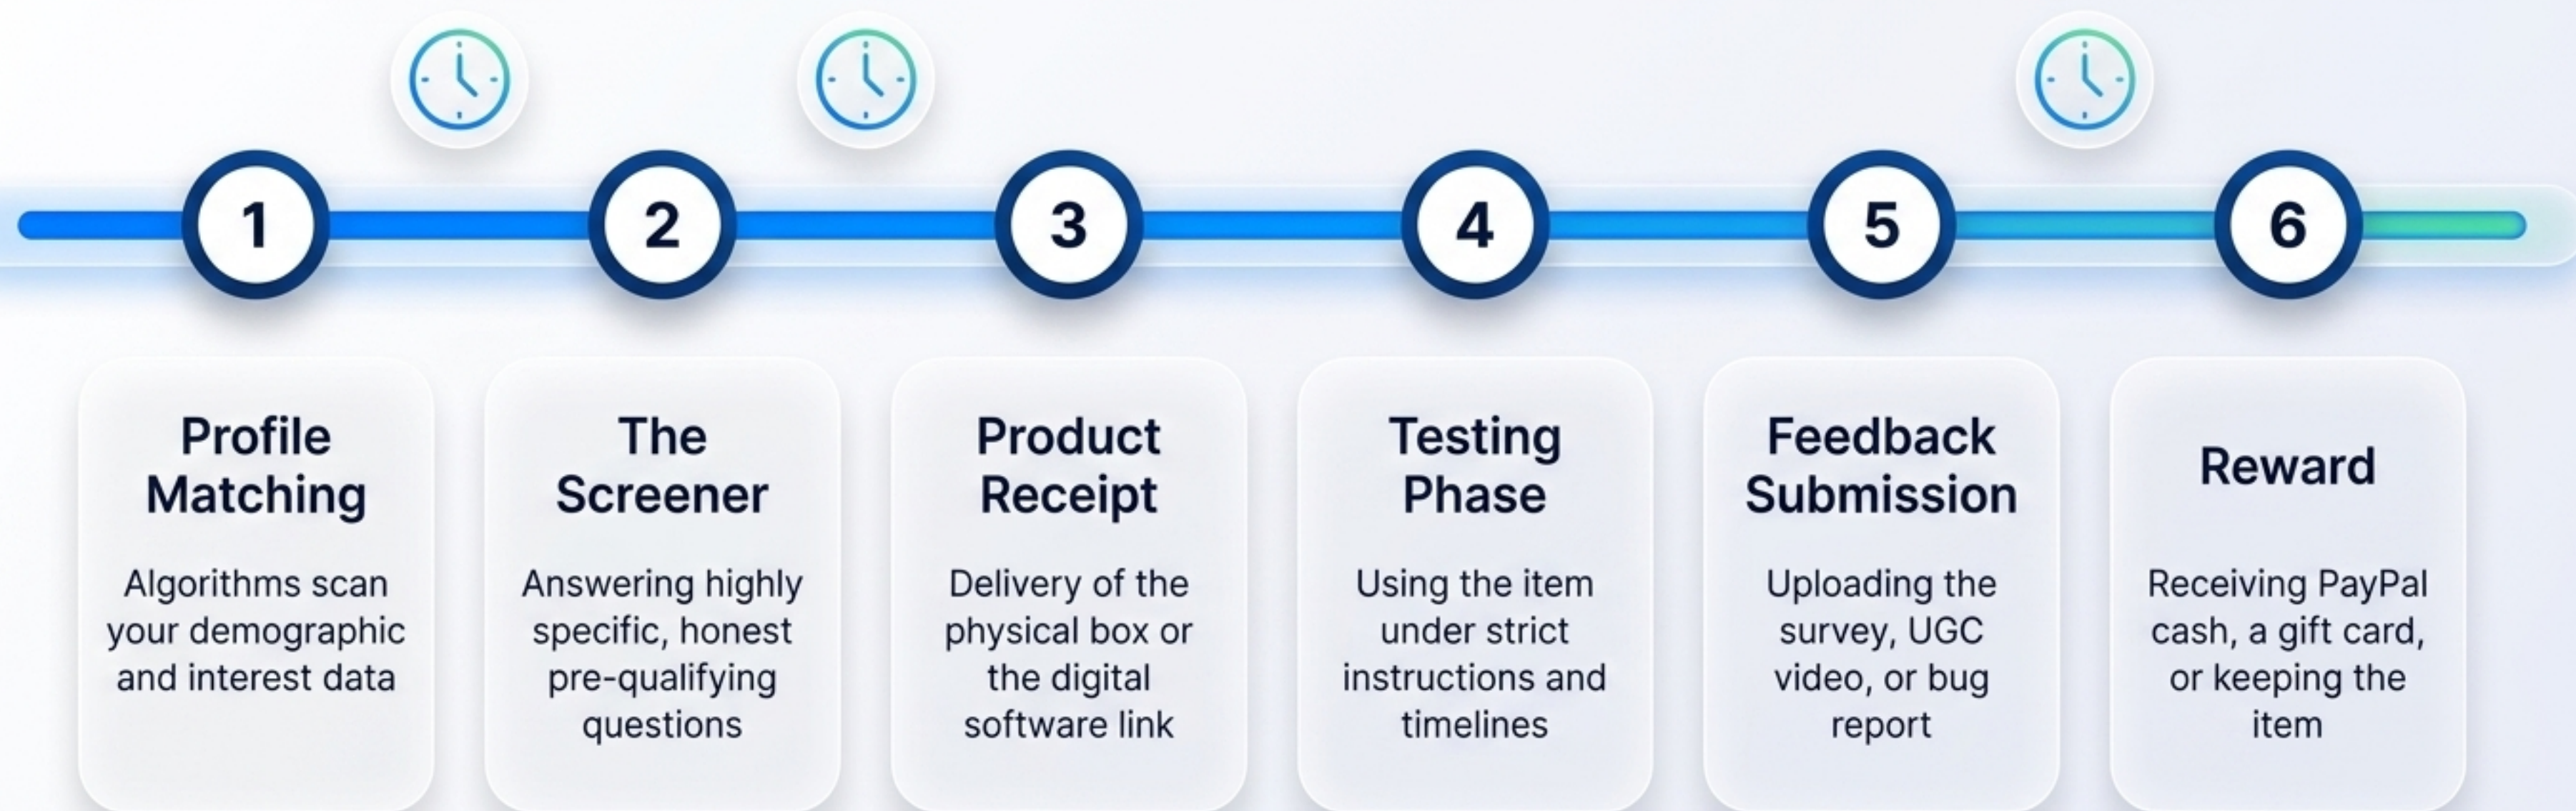 1
2
3
4
5
6
Profile
Matching
Algorithms scan
your demographic
and interest data
The
Screener
Answering highly
specific, honest
pre-qualifying
questions
Product
Receipt
Delivery of the
physical box or
the digital
software link
Testing
Phase
Using the item
under strict
instructions and
timelines
Feedback
Submission
Uploading the
survey, UGC
video, or bug
report
Reward
Receiving PayPal
cash, a gift card,
or keeping the
item